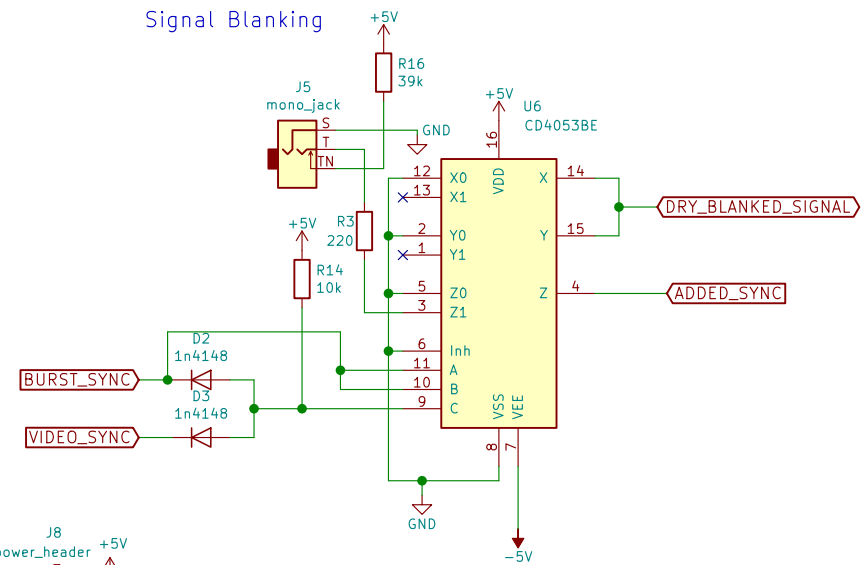 Signal Blanking
+5V
R16
39k
J5
mono_jack
S
T
TN
GND
+5V
U6
CD4053BE
16
VDD
12
X0
13
X1
2
Y0
1
Y1
5
Z0
3
Z1
6
Inh
11
A
10
B
9
C
X
14
Y
15
Z
4
DRY_BLANKED_SIGNAL
ADDED_SYNC
R3
220
+5V
R14
10k
D2
1n4148
BURST_SYNC
D3
1n4148
VIDEO_SYNC
VSS
VEE
8
7
GND
-5V
J8
power_header
+5V